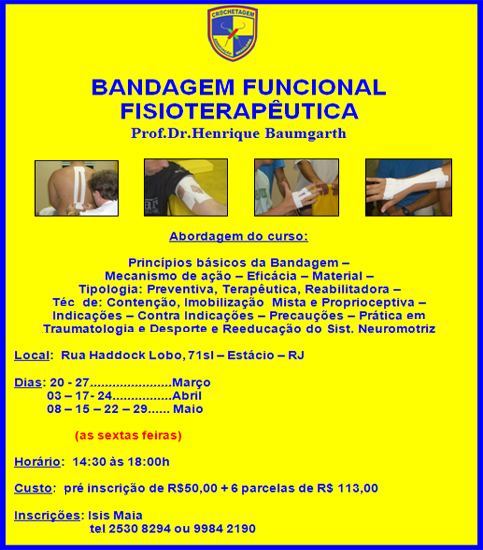 CROCHETAGEM
BANDAGEM FUNCIONAL
FISIOTERAPÊUTICA
Prof.Dr.Henrique Baumgarth
Abordagem do curso:
Princípios básicos da Bandagem –
Mecanismo de ação – Eficácia – Material –
Tipologia: Preventiva, Terapêutica, Reabilitadora –
Téc de: Contenção, Imobilização Mista e Proprioceptiva –
Indicações – Contra Indicações – Precauções – Prática em
Traumatologia e Desporte e Reeducação do Sist. Neuromotriz
Local: Rua Haddock Lobo,71sl – Estácio – RJ
Dias: 20 - 27......................Março
03 – 17- 24................Abril
08 – 15 – 22 – 29...... Maio
(as sextas feiras)
Horário: 14:30 às 18:00h
Custo: pré inscrição de R$50,00 + 6 parcelas de R$ 113,00
Inscrições: Isis Maia
tel 2530 8294 ou 9984 2190